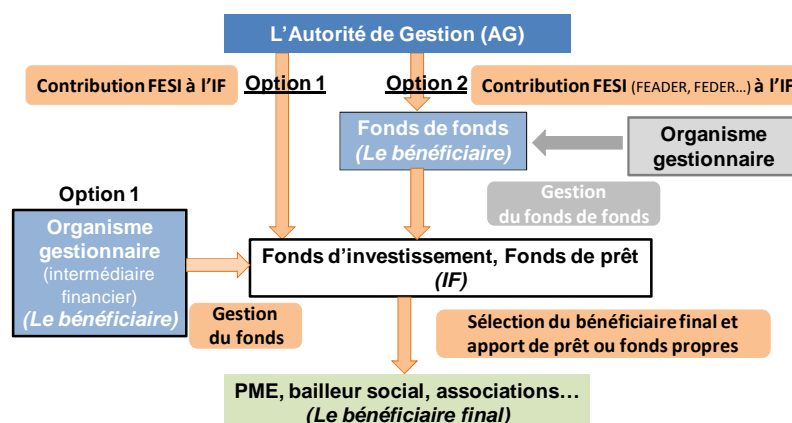 L'Autorité de Gestion (AG)
Contribution FESI à l'IF
Option 1
Option 2
Contribution FESI (FEADER, FEDER...) à l'IF
Fonds de fonds
(Le bénéficiaire)
Organisme
gestionnaire
Gestion
du fonds de fonds
Option 1
Organisme
gestionnaire
(intermédiaire
financier)
(Le bénéficiaire)
Fonds d'investissement, Fonds de prêt
(IF)
Gestion
du fonds
Sélection du bénéficiaire final et
apport de prêt ou fonds propres
PME, bailleur social, associations...
(Le bénéficiaire final)